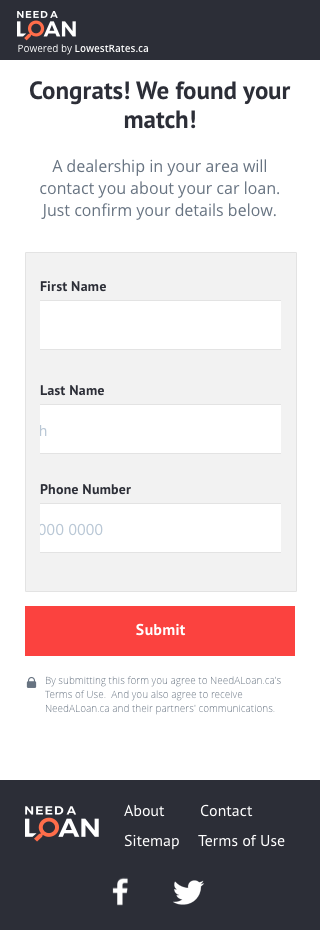 NEED A
LOAN
Powered by LowestRates.ca
Congrats! We found your
match!
A dealership in your area will
contact you about your car loan.
Just confirm your details below.
First Name
Last Name
h
Phone Number
000 0000
Submit
By submitting this form you agree to NeedALoan.ca's
Terms of Use. And you also agree to receive
NeedALoan.ca and their partners' communications.
NEED A
LOAN
About Contact
Sitemap Terms of Use